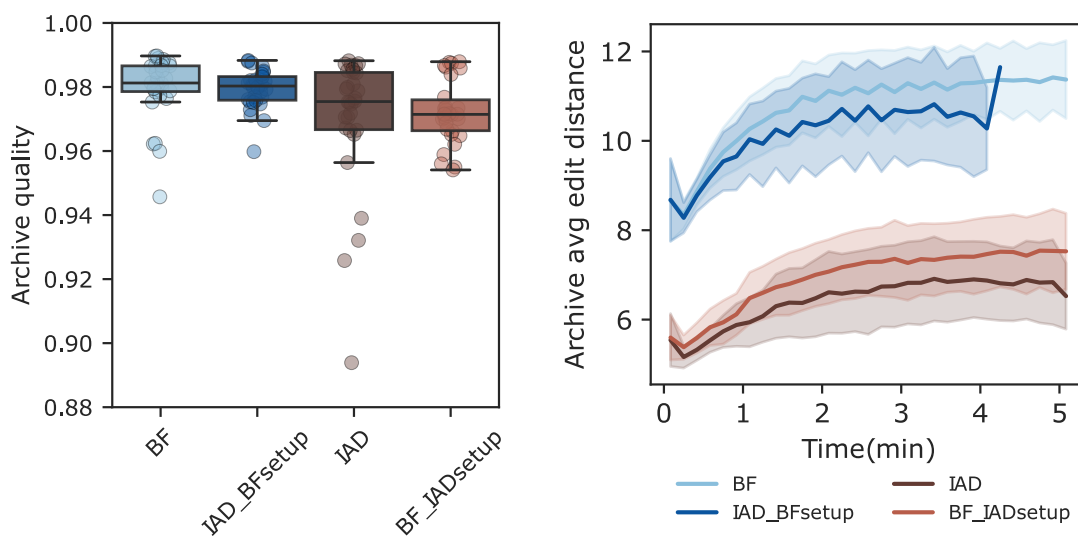 Archive quality
1.00
0.98
0.96
0.94
0.92
0.90
0.88
BF
IAD_BFsetup
IAD
BF_IADsetup
Archive avg edit distance
12
10
8
6
0 1 2 3 4 5
Time(min)
BF IAD
IAD_BFsetup BF_IADsetup